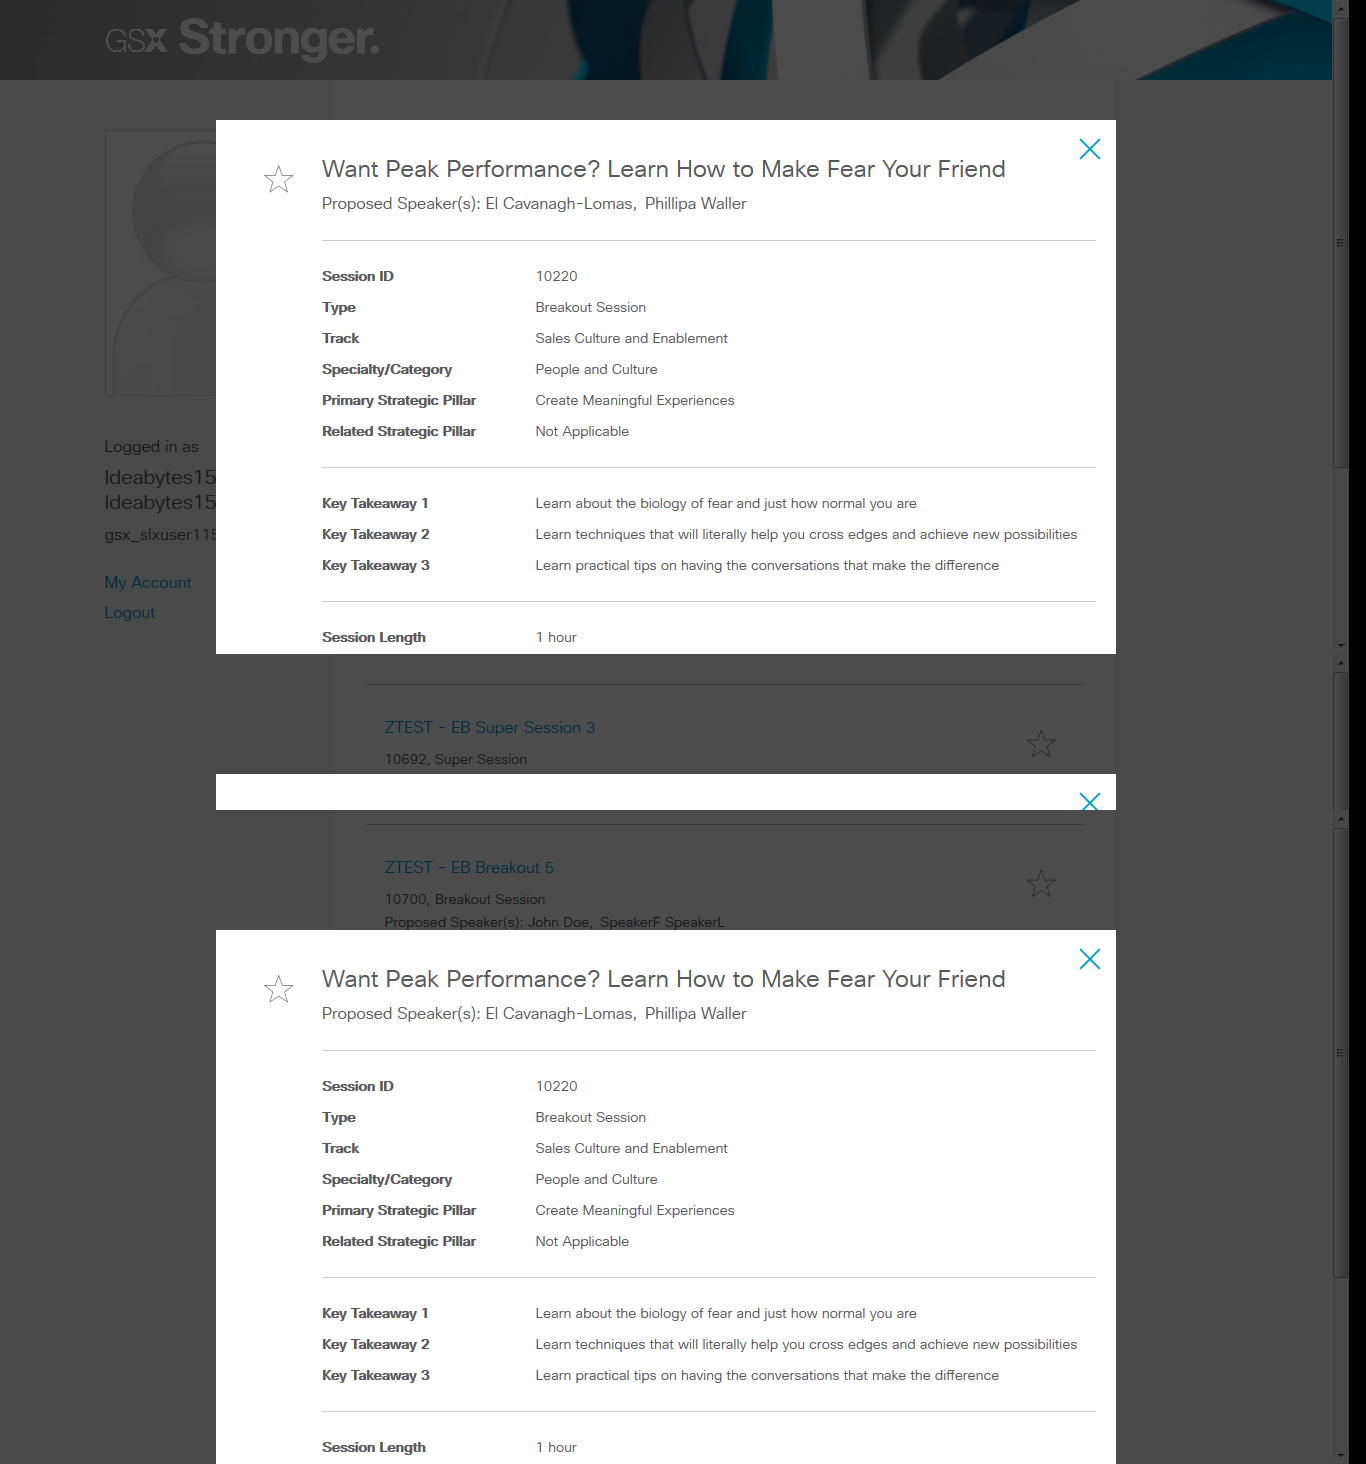 GSX Stronger.
Want Peak Performance? Learn How to Make Fear Your Friend
Proposed Speaker(s): El Cavanagh-Lomas, Phillipa Waller
Session ID 10220
Type Breakout Session
Track Sales Culture and Enablement
Specialty/Category People and Culture
Primary Strategic Pillar Create Meaningful Experiences
Related Strategic Pillar Not Applicable
Key Takeaway 1 Learn about the biology of fear and just how normal you are
Key Takeaway 2 Learn techniques that will literally help you cross edges and achieve new possibilities
Key Takeaway 3 Learn practical tips on having the conversations that make the difference
Session Length 1 hour
Logged in as
Ideabytes15
Ideabytes15
gsx_slxuser115
My Account
Logout
ZTEST - EB Super Session 3
10692, Super Session
ZTEST - EB Breakout 5
10700, Breakout Session
Proposed Speaker(s): John Doe, SpeakerF SpeakerL
Want Peak Performance? Learn How to Make Fear Your Friend
Proposed Speaker(s): El Cavanagh-Lomas, Phillipa Waller
Session ID 10220
Type Breakout Session
Track Sales Culture and Enablement
Specialty/Category People and Culture
Primary Strategic Pillar Create Meaningful Experiences
Related Strategic Pillar Not Applicable
Key Takeaway 1 Learn about the biology of fear and just how normal you are
Key Takeaway 2 Learn techniques that will literally help you cross edges and achieve new possibilities
Key Takeaway 3 Learn practical tips on having the conversations that make the difference
Session Length 1 hour